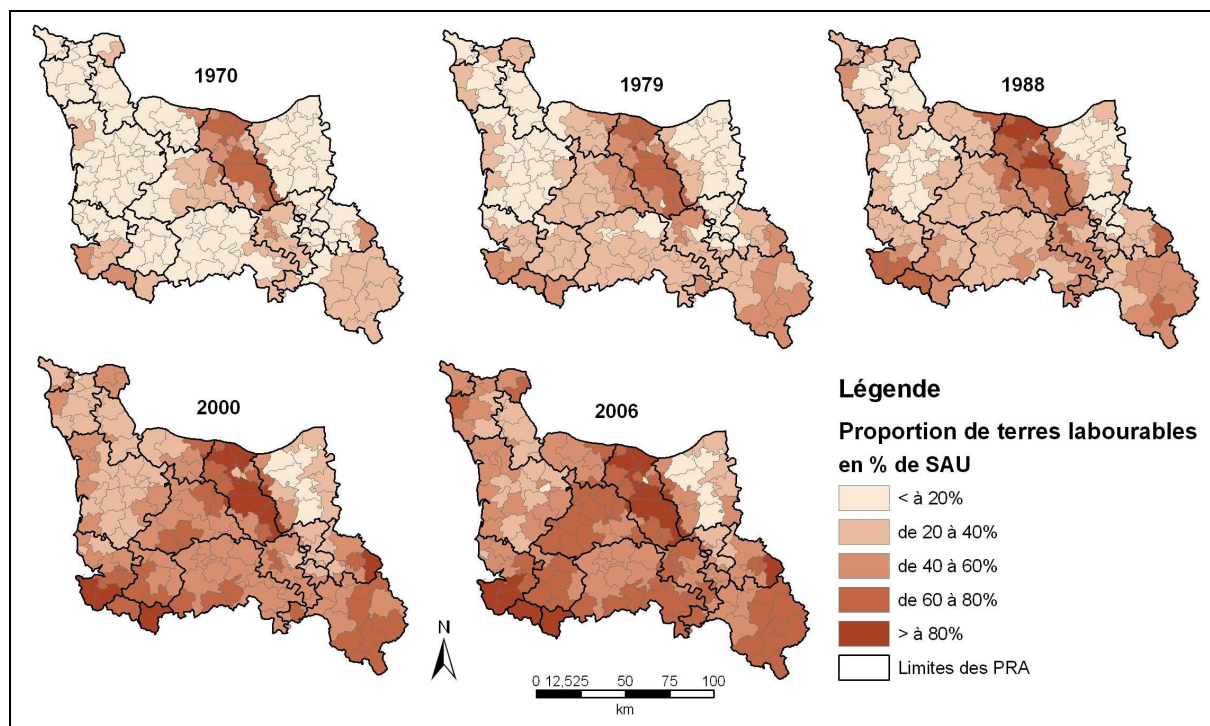 1970
1979
1988
2000
2006
Légende
Proportion de terres labourables
en % de SAU
< à 20%
de 20 à 40%
de 40 à 60%
de 60 à 80%
> à 80%
Limites des PRA
N
0 12,525 50 75 100
km